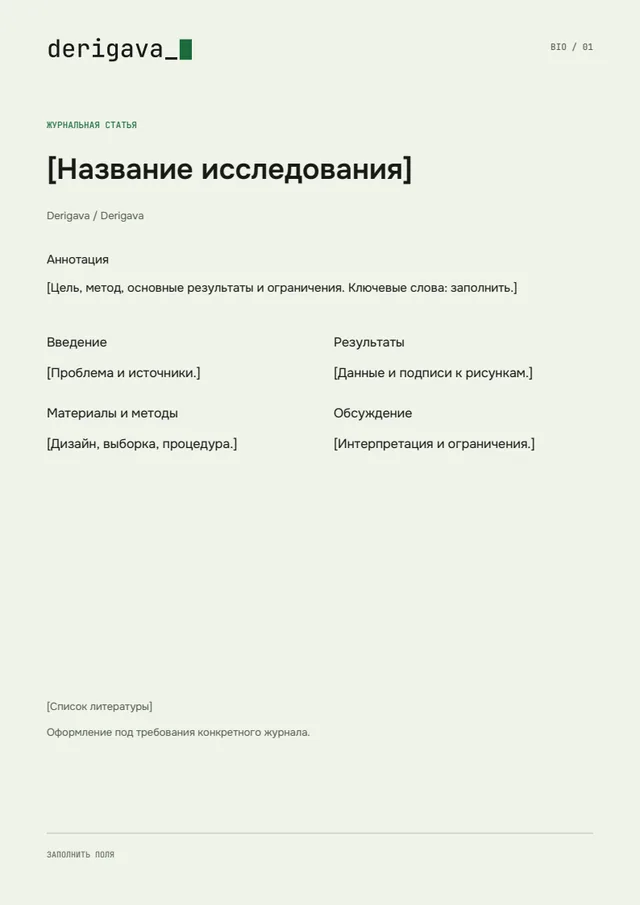 derigava_
BIO / 01
ЖУРНАЛЬНАЯ СТАТЬЯ
[Название исследования]
Derigava / Derigava
Аннотация
[Цель, метод, основные результаты и ограничения. Ключевые слова: заполнить.]
Введение
[Проблема и источники.]
Материалы и методы
[Дизайн, выборка, процедура.]
Результаты
[Данные и подписи к рисункам.]
Обсуждение
[Интерпретация и ограничения.]
[Список литературы]
Оформление под требования конкретного журнала.
ЗАПОЛНИТЬ ПОЛЯ